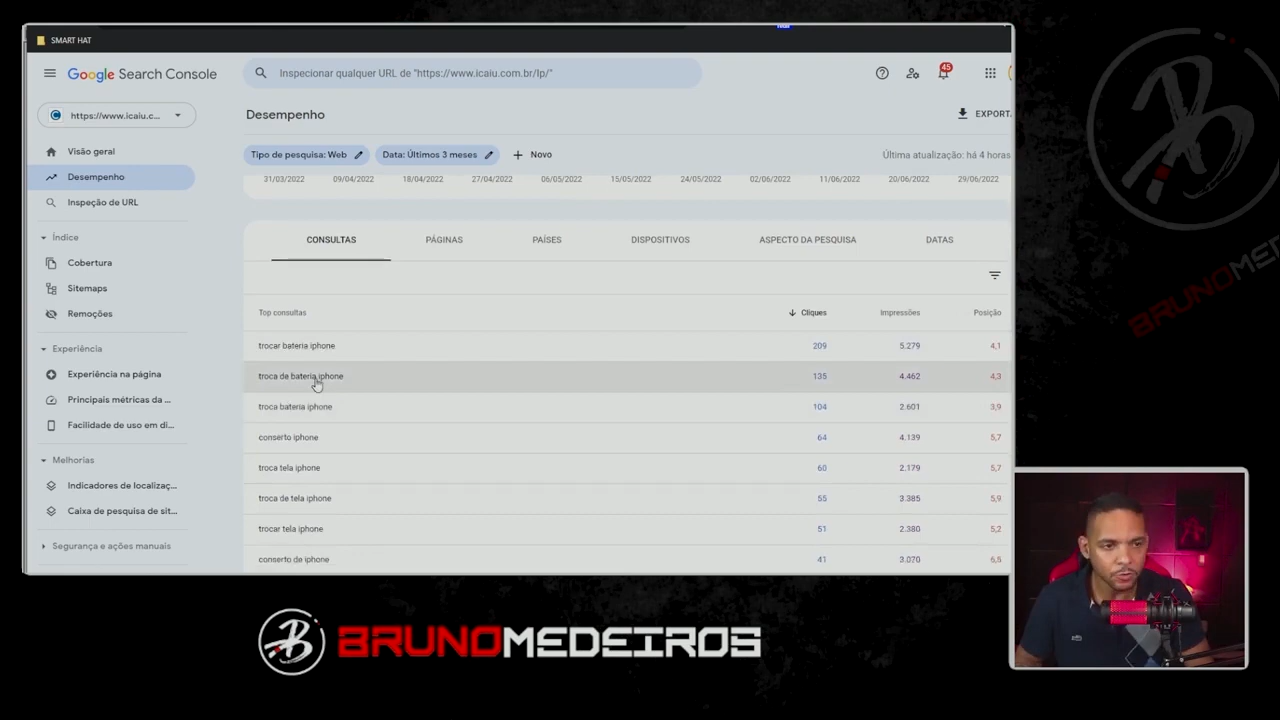 SMART HAT
Google Search Console
Inspecionar qualquer URL de "https://www.icaiu.com.br/lp/"
45
https://www.icaiu.c...
Desempenho
EXPORTA
Tipo de pesquisa: Web
Data: Últimos 3 meses
Novo
Última atualização: há 4 horas
Visão geral
Desempenho
Inspeção de URL
Índice
Cobertura
Sitemaps
Remoções
Experiência
Experiência na página
Principais métricas da ...
Facilidade de uso em di...
Melhorias
Indicadores de localizaç...
Caixa de pesquisa de sit...
Segurança e ações manuais
31/03/2022 09/04/2022 18/04/2022 27/04/2022 06/05/2022 15/05/2022 24/05/2022 02/06/2022 11/06/2022 20/06/2022 29/06/2022
CONSULTAS PÁGINAS PAÍSES DISPOSITIVOS ASPECTO DA PESQUISA DATAS
Top consultas Cliques Impressões Posição
trocar bateria iphone 209 5.279 4,1
troca de bateria iphone 135 4.462 4,3
troca bateria iphone 104 2.601 3,9
conserto iphone 64 4.139 5,7
troca tela iphone 60 2.179 5,7
troca de tela iphone 55 3.385 5,9
trocar tela iphone 51 2.380 5,2
conserto de iphone 41 3.070 6,5
B BRUNOMEDEIROS
B
BRUNOMED